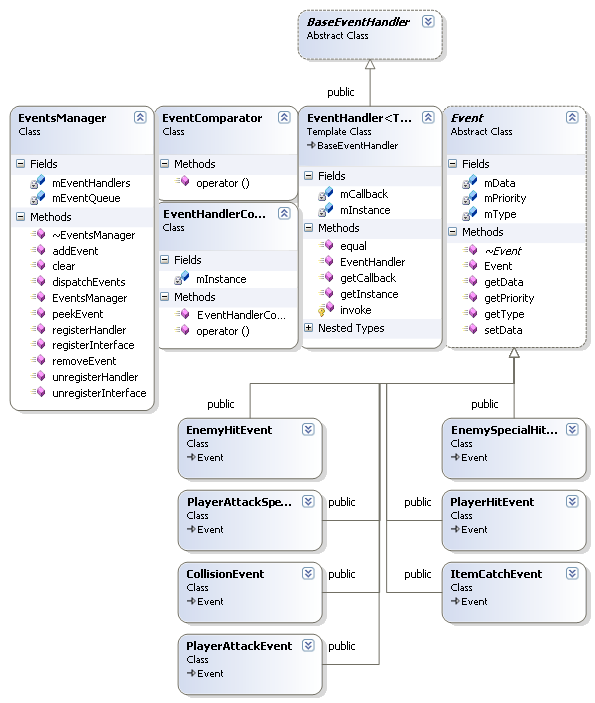 BaseEventHandler
Abstract Class
public
EventsManager
Class
Fields
mEventHandlers
mEventQueue
Methods
~EventsManager
addEvent
clear
dispatchEvents
EventsManager
peekEvent
registerHandler
registerInterface
removeEvent
unregisterHandler
unregisterInterface
EventComparator
Class
Methods
operator ()
EventHandlerCo...
Class
Fields
mInstance
Methods
EventHandlerCo...
operator ()
EventHandler<T...
Template Class
BaseEventHandler
Fields
mCallback
mInstance
Methods
equal
EventHandler
getCallback
getInstance
invoke
Nested Types
Event
Abstract Class
Fields
mData
mPriority
mType
Methods
~Event
Event
getData
getPriority
getType
setData
public
public
EnemyHitEvent
Class
Event
EnemySpecialHit...
Class
Event
PlayerAttackSpe...
Class
Event
public
public
PlayerHitEvent
Class
Event
CollisionEvent
Class
Event
public
public
ItemCatchEvent
Class
Event
PlayerAttackEvent
Class
Event
public